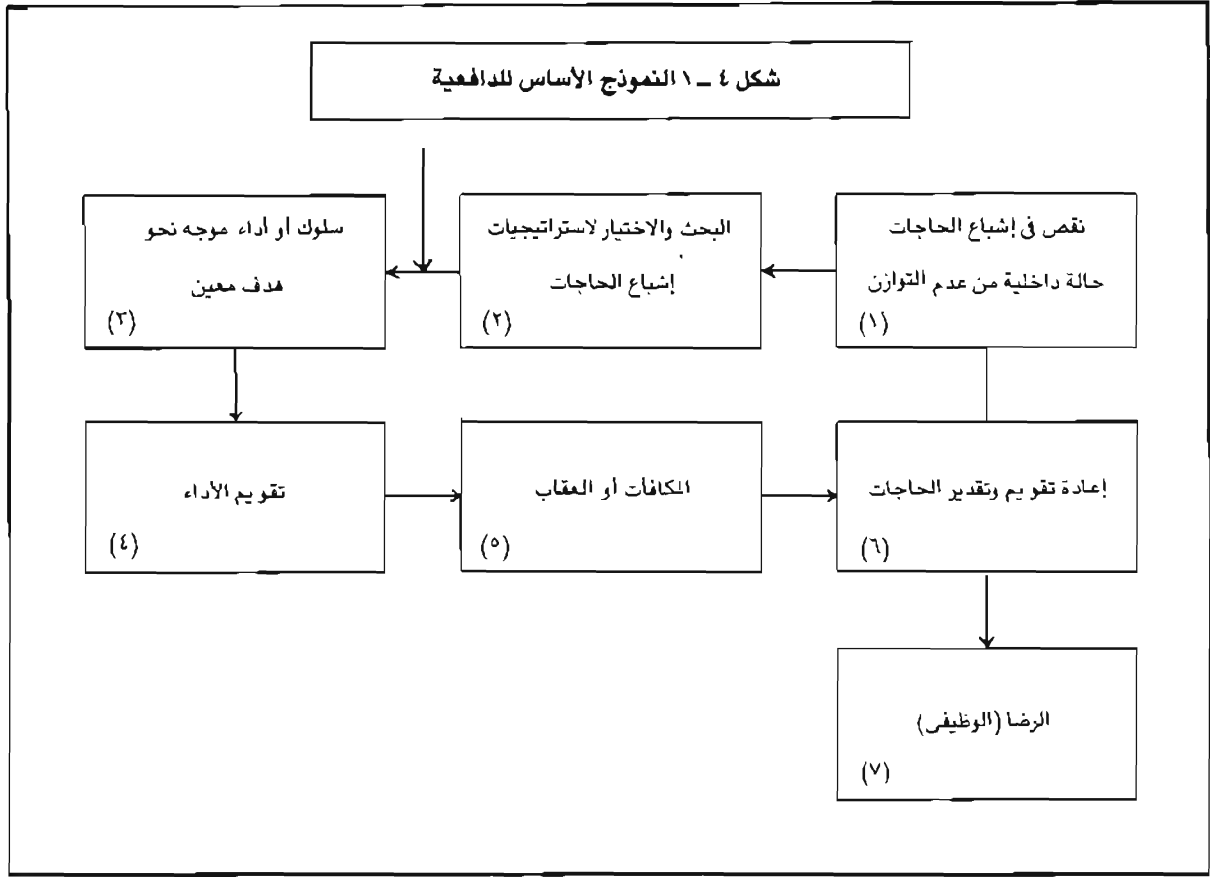 شكل ٤ – ١ النموذج الأساس للدافعية
نقص فى إشباع الحاجات
حالة داخلية من عدم التوازن
(١)
البحث والاختيار لاستراتيجيات
إشباع الحاجات
(٢)
سلوك أو أداء موجه نحو
هدف معين
(٣)
تقويم الأداء
(٤)
المكافأت أو العقاب
(٥)
إعادة تقويم وتقدير الحاجات
(٦)
الرضا (الوظيفى)
(٧)